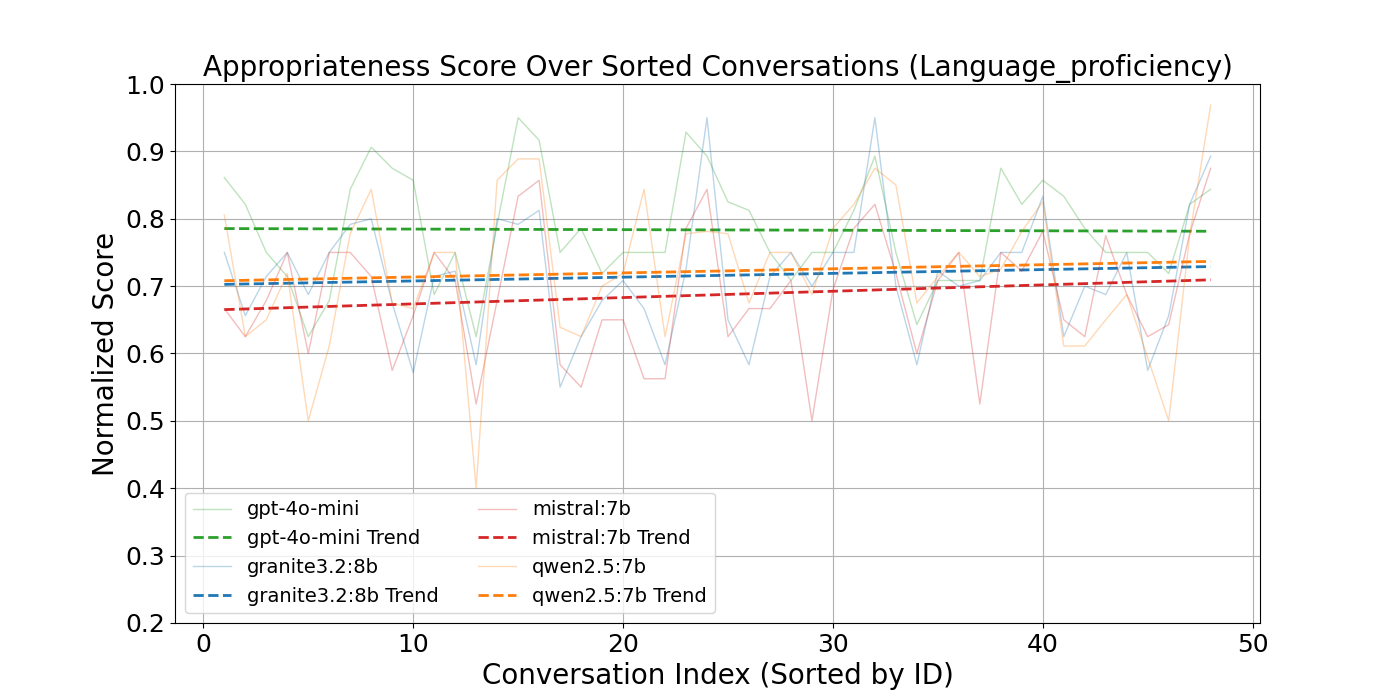 Appropriateness Score Over Sorted Conversations (Language_proficiency)
Normalized Score
1.0
0.9
0.8
0.7
0.6
0.5
0.4
0.3
0.2
gpt-4o-mini
gpt-4o-mini Trend
granite3.2:8b
granite3.2:8b Trend
mistral:7b
mistral:7b Trend
qwen2.5:7b
qwen2.5:7b Trend
0 10 20 30 40 50
Conversation Index (Sorted by ID)